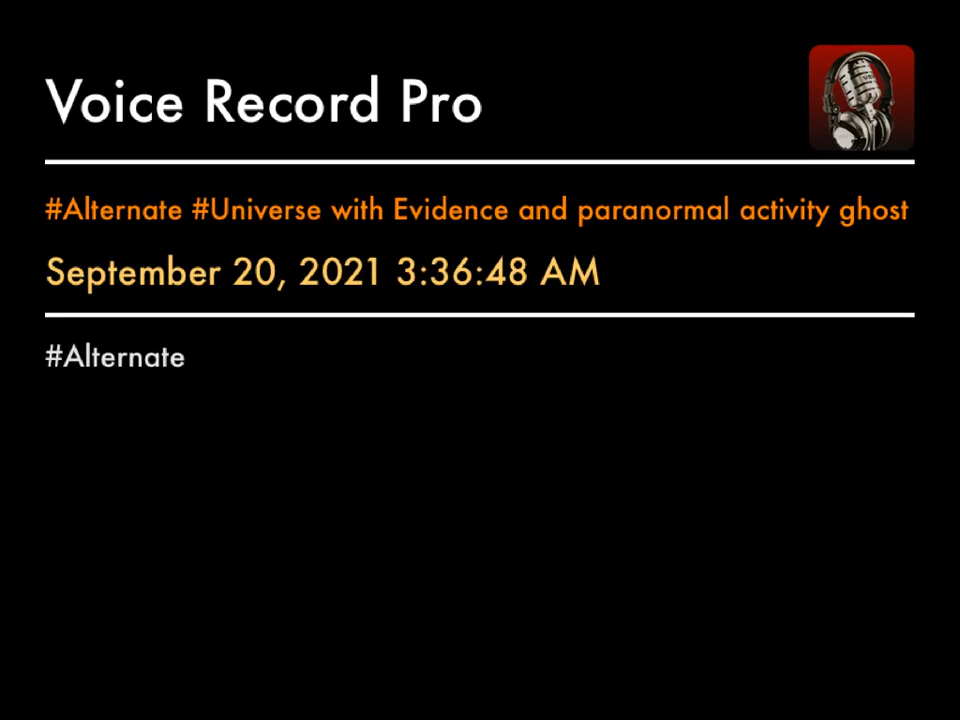 Voice Record Pro
#Alternate #Universe with Evidence and paranormal activity ghost
September 20, 2021 3:36:48 AM
#Alternate